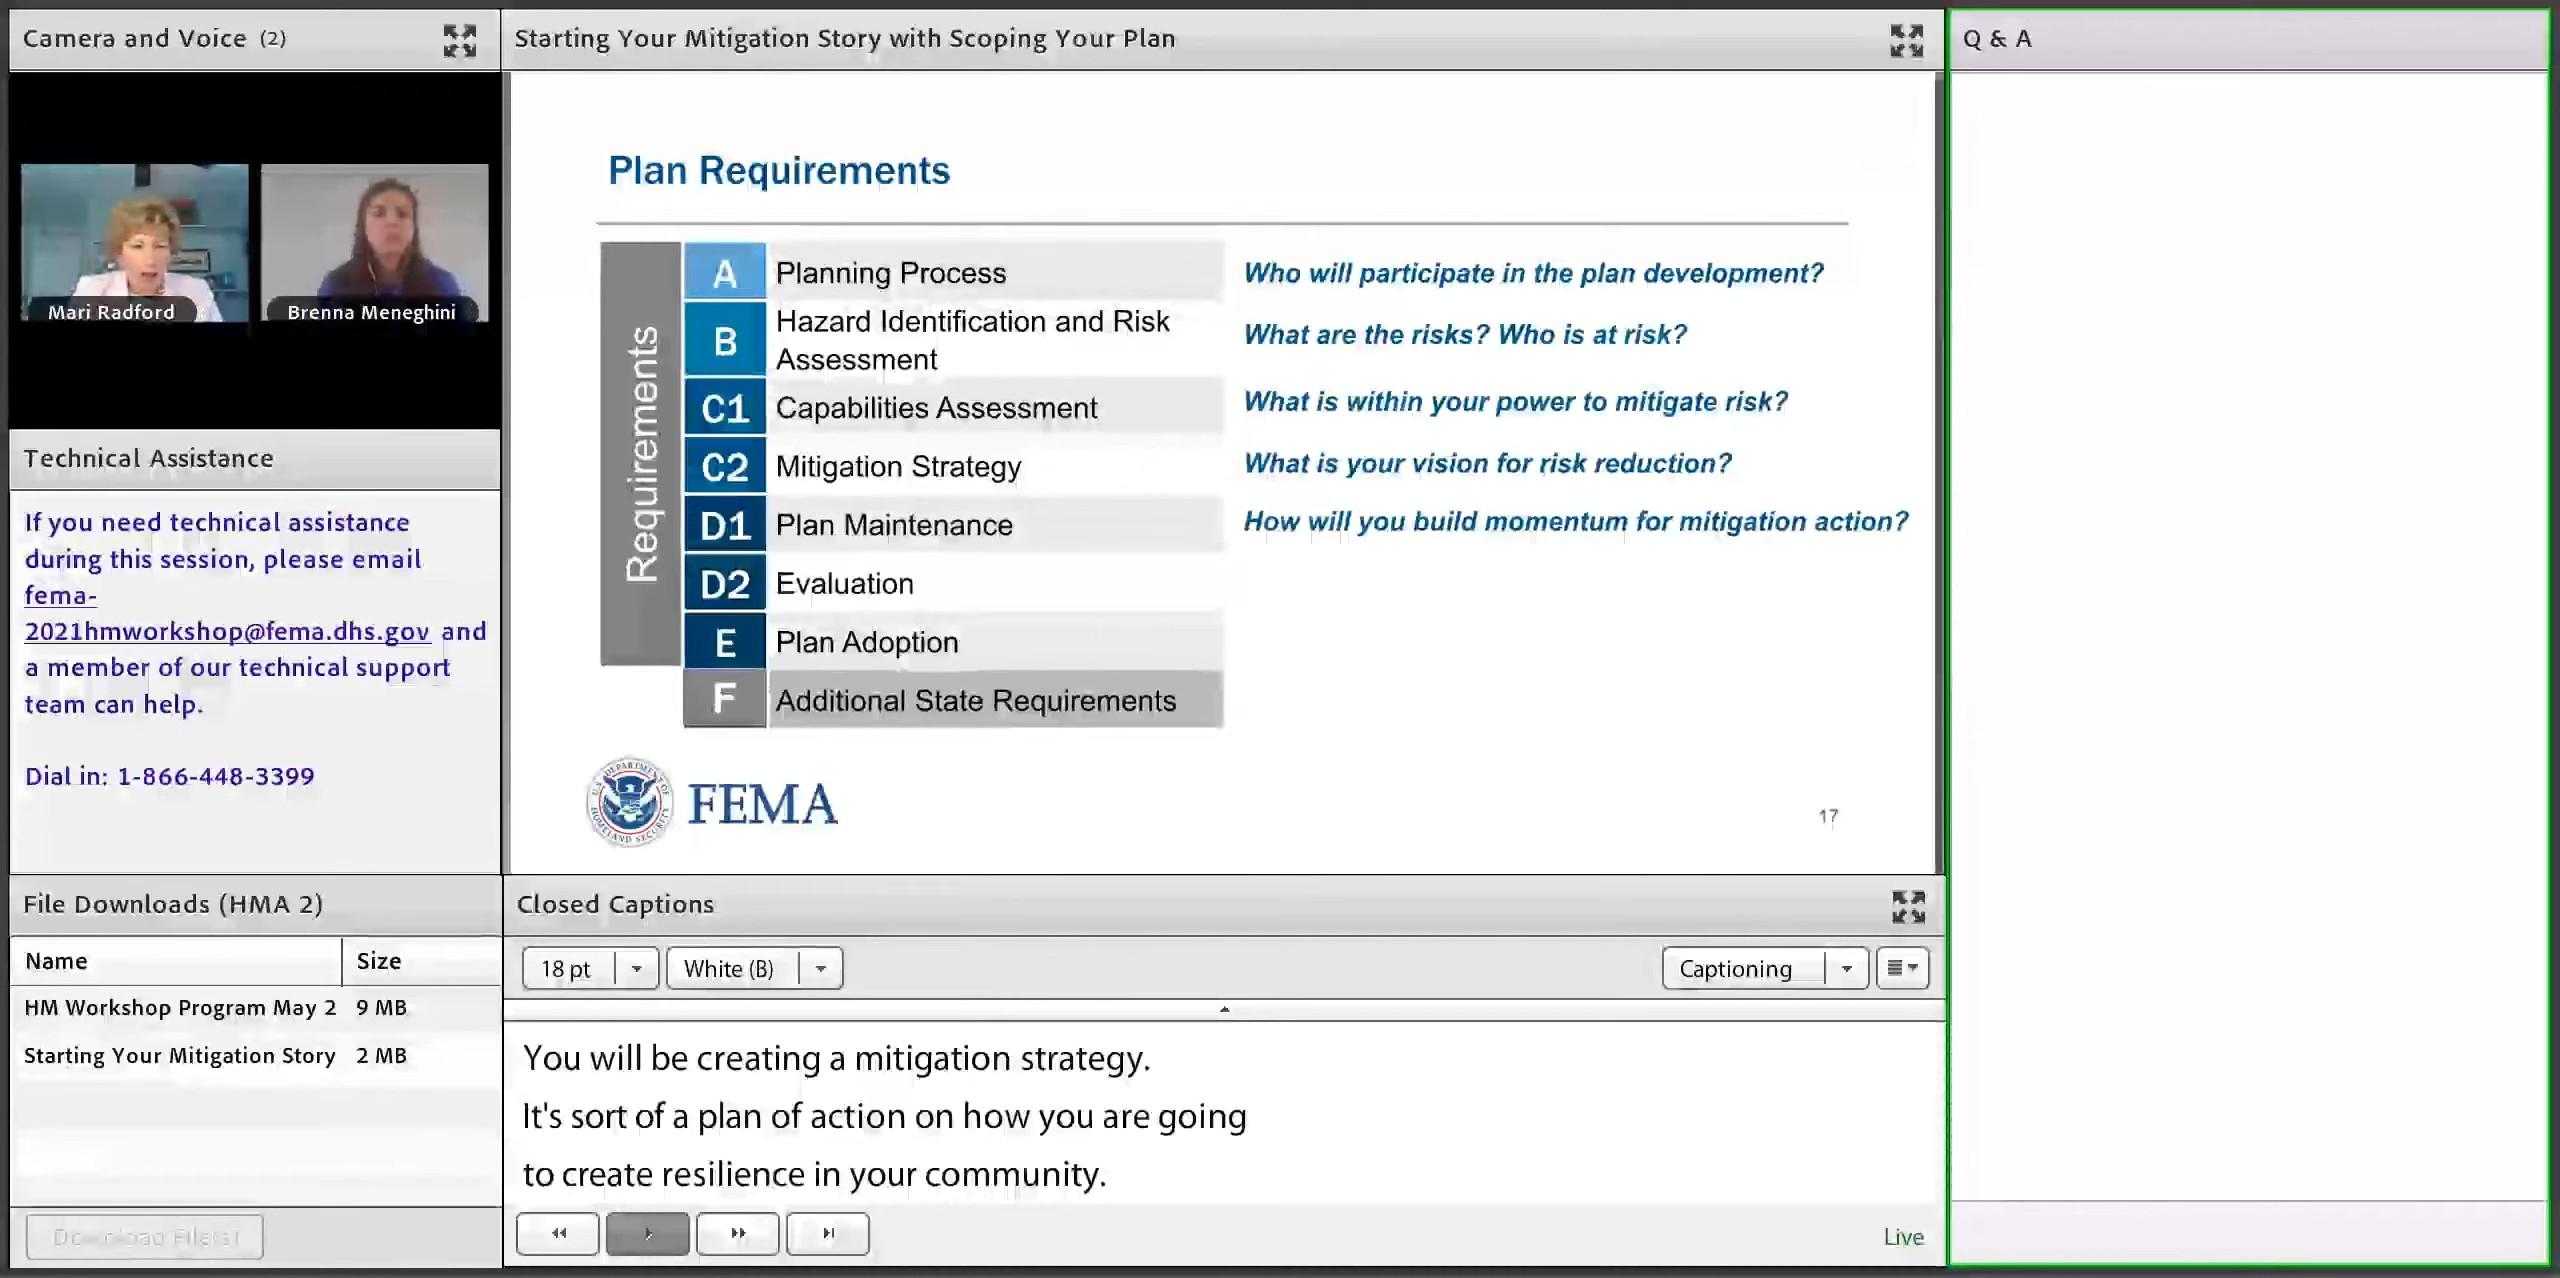 Camera and Voice (2)
Mari Radford
Brenna Meneghini
Technical Assistance
If you need technical assistance
during this session, please email
fema-
2021hmworkshop@fema.dhs.gov and
a member of our technical support
team can help.
Dial in: 1-866-448-3399
File Downloads (HMA 2)
Name Size
HM Workshop Program May 2 9 MB
Starting Your Mitigation Story 2 MB
Download File(s)
Starting Your Mitigation Story with Scoping Your Plan
Plan Requirements
Requirements
A Planning Process Who will participate in the plan development?
B Hazard Identification and Risk
Assessment What are the risks? Who is at risk?
C1 Capabilities Assessment What is within your power to mitigate risk?
C2 Mitigation Strategy What is your vision for risk reduction?
D1 Plan Maintenance How will you build momentum for mitigation action?
D2 Evaluation
E Plan Adoption
F Additional State Requirements
U.S. DEPARTMENT OF
HOMELAND SECURITY
FEMA
17
Closed Captions
18 pt White (B) Captioning
You will be creating a mitigation strategy.
It's sort of a plan of action on how you are going
to create resilience in your community.
Live
Q & A